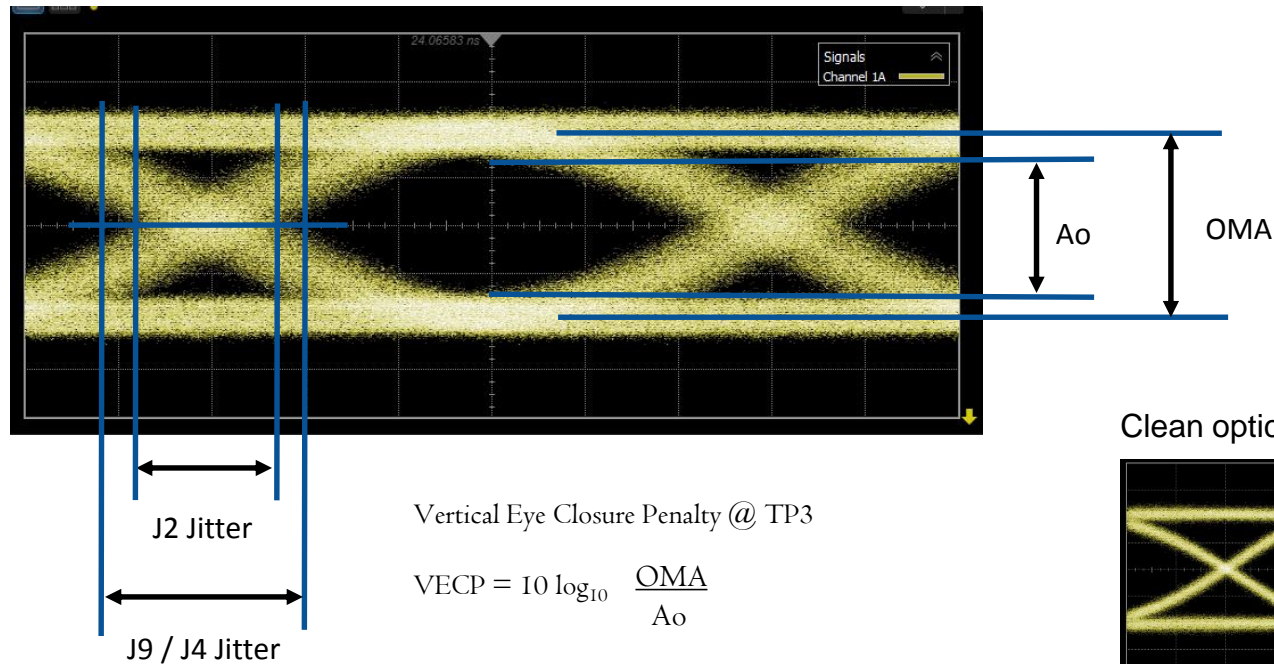 24.06583 ns
Signals
Channel 1A
Ao
OMA
Clean optic
J2 Jitter
J9 / J4 Jitter
Vertical Eye Closure Penalty @ TP3
VECP = 10 log10 OMA
Ao